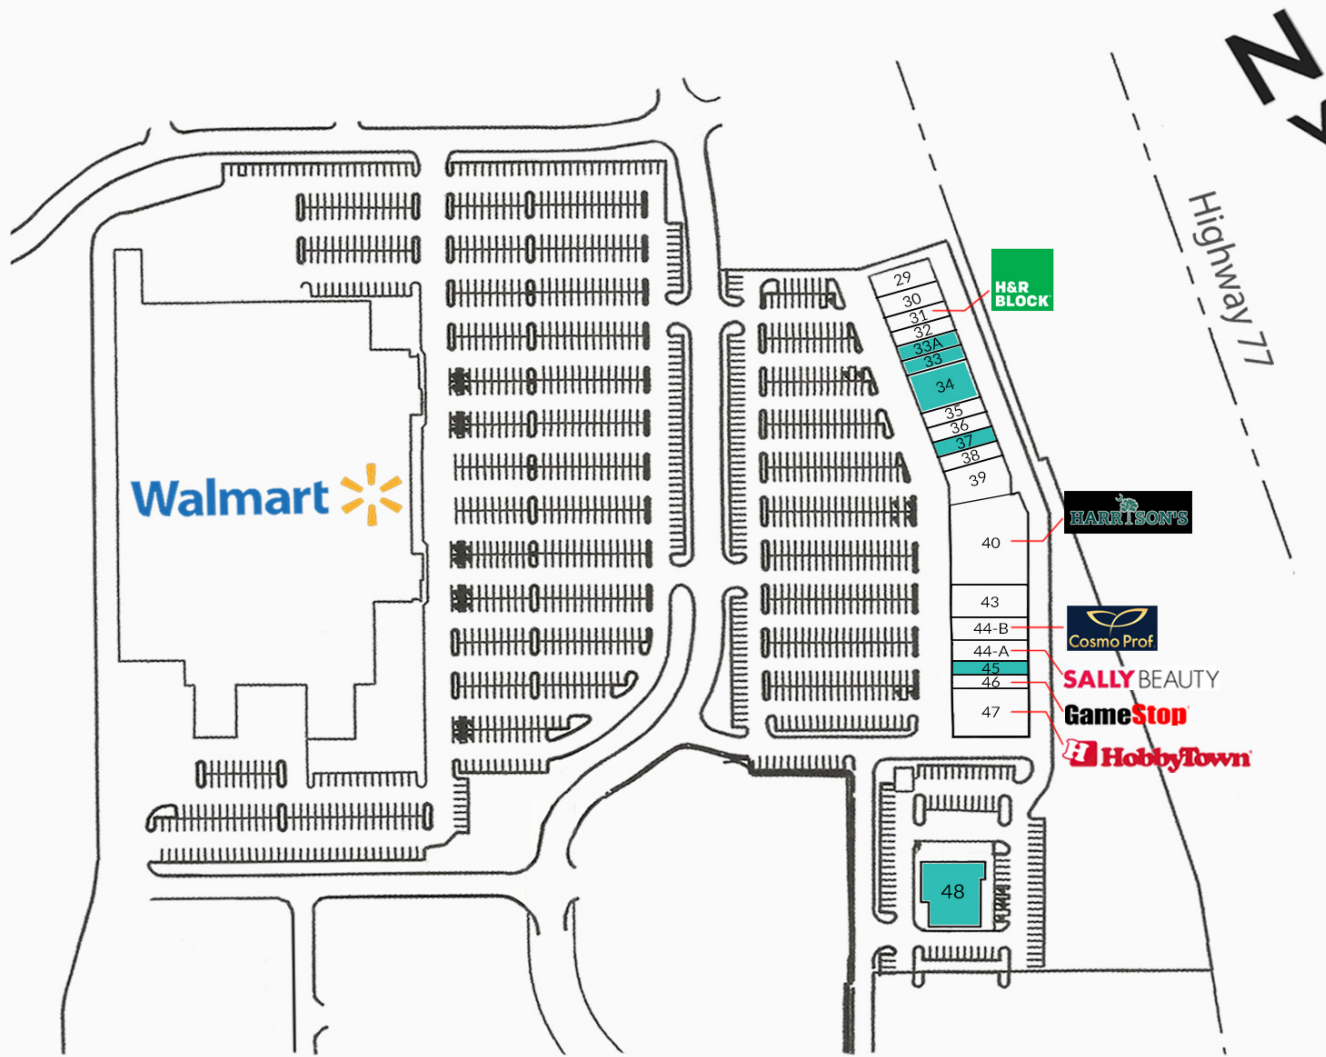 N
Highway 77
H&R
BLOCK
29
30
31
32
33A
33
34
35
36
37
38
39
Walmart
HARRISON'S
40
43
44-B
Cosmo Prof
44-A
SALLY BEAUTY
45
46
GameStop
47
HobbyTown
48